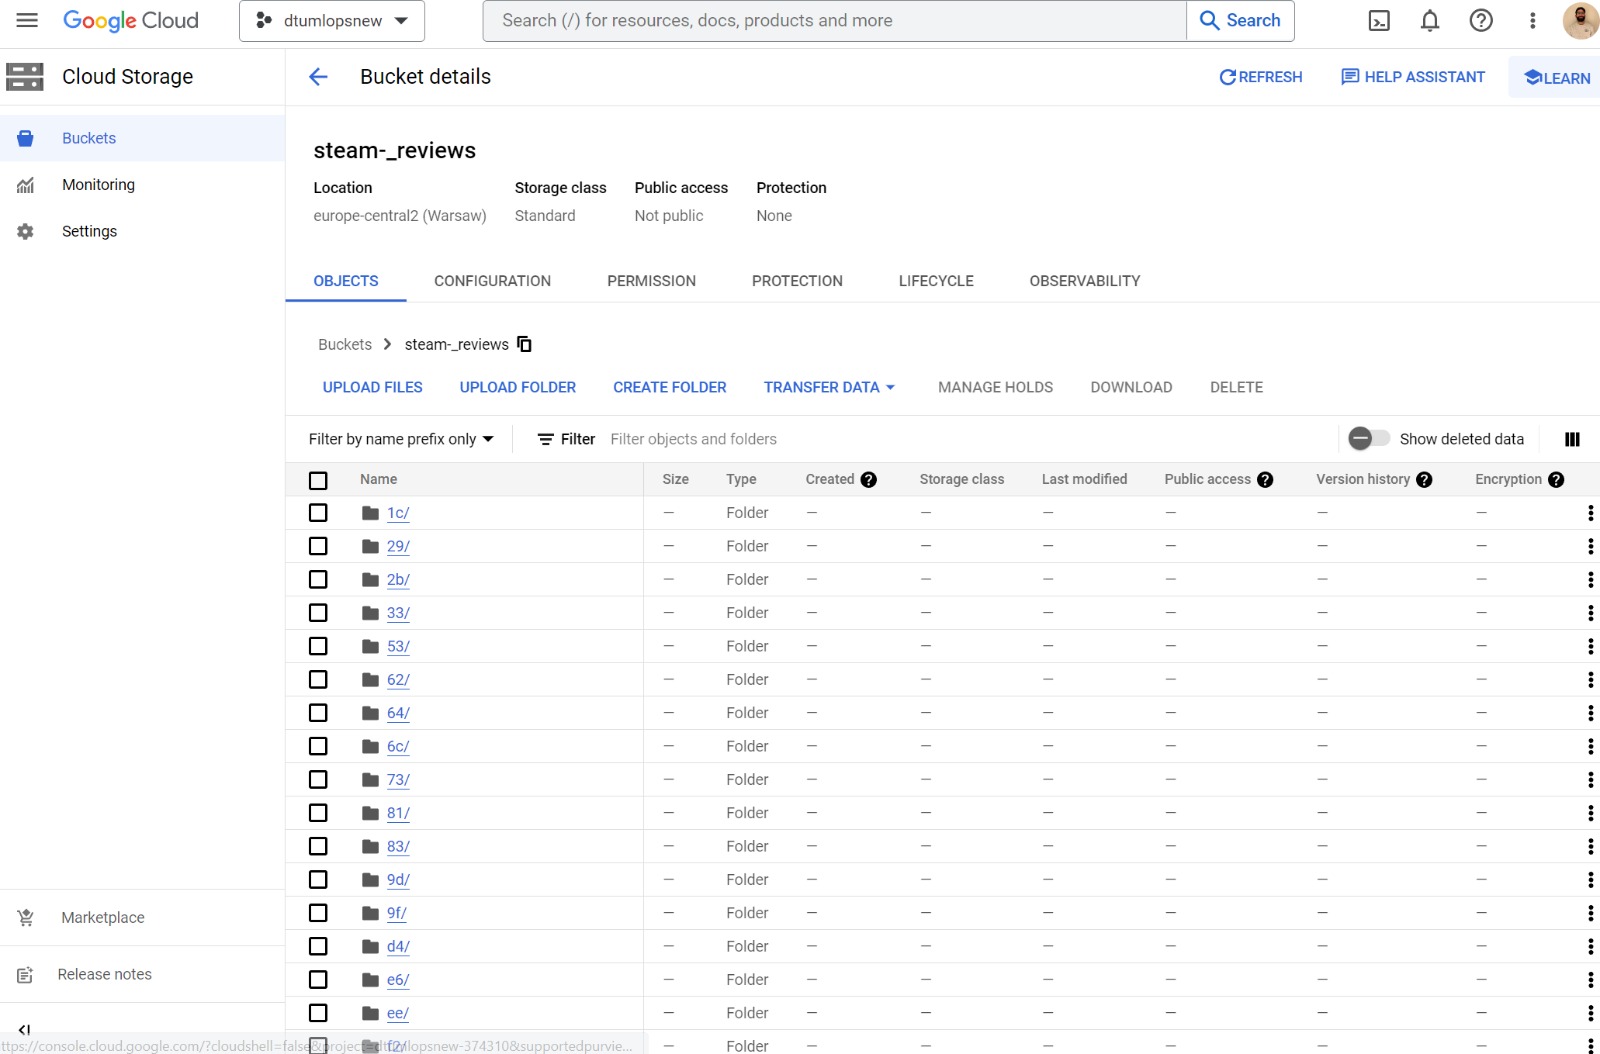 Google Cloud
dtumlopsnew
Search (/) for resources, docs, products and more
Search
Cloud Storage
Bucket details
REFRESH
HELP ASSISTANT
LEARN
Buckets
Monitoring
Settings
steam-_reviews
Location Storage class Public access Protection
europe-central2 (Warsaw) Standard Not public None
OBJECTS CONFIGURATION PERMISSION PROTECTION LIFECYCLE OBSERVABILITY
Buckets > steam-_reviews
UPLOAD FILES UPLOAD FOLDER CREATE FOLDER TRANSFER DATA MANAGE HOLDS DOWNLOAD DELETE
Filter by name prefix only Filter Filter objects and folders Show deleted data
Name Size Type Created Storage class Last modified Public access Version history Encryption
1c/ — Folder — — — — — —
29/ — Folder — — — — — —
2b/ — Folder — — — — — —
33/ — Folder — — — — — —
53/ — Folder — — — — — —
62/ — Folder — — — — — —
64/ — Folder — — — — — —
6c/ — Folder — — — — — —
73/ — Folder — — — — — —
81/ — Folder — — — — — —
83/ — Folder — — — — — —
9d/ — Folder — — — — — —
9f/ — Folder — — — — — —
d4/ — Folder — — — — — —
e6/ — Folder — — — — — —
ee/ — Folder — — — — — —
f2/ — Folder — — — — — —
Marketplace
Release notes
ttps://console.cloud.google.com/?cloudshell=false&project=dtumlopsnew-374310&supportedpurvie...